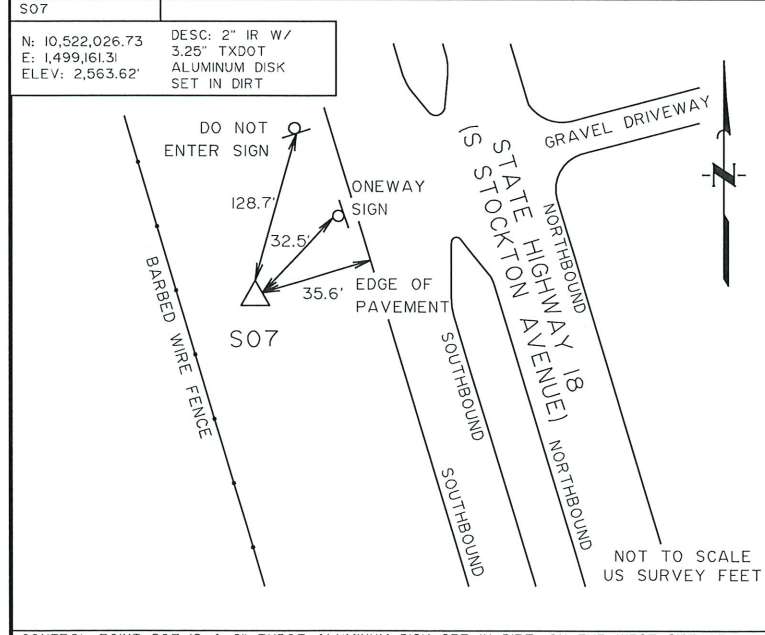 S07
N: 10,522,026.73
E: 1,499,161.31
ELEV: 2,563.62'
DESC: 2" IR W/
3.25" TXDOT
ALUMINUM DISK
SET IN DIRT
DO NOT
ENTER SIGN
GRAVEL DRIVEWAY
N
STATE HIGHWAY 18
(S STOCKTON AVENUE)
ONEWAY
SIGN
128.7'
32.5'
35.6'
EDGE OF
PAVEMENT
S07
BARBED WIRE FENCE
NORTHBOUND
SOUTHBOUND
SOUTHBOUND
NORTHBOUND
NOT TO SCALE
US SURVEY FEET